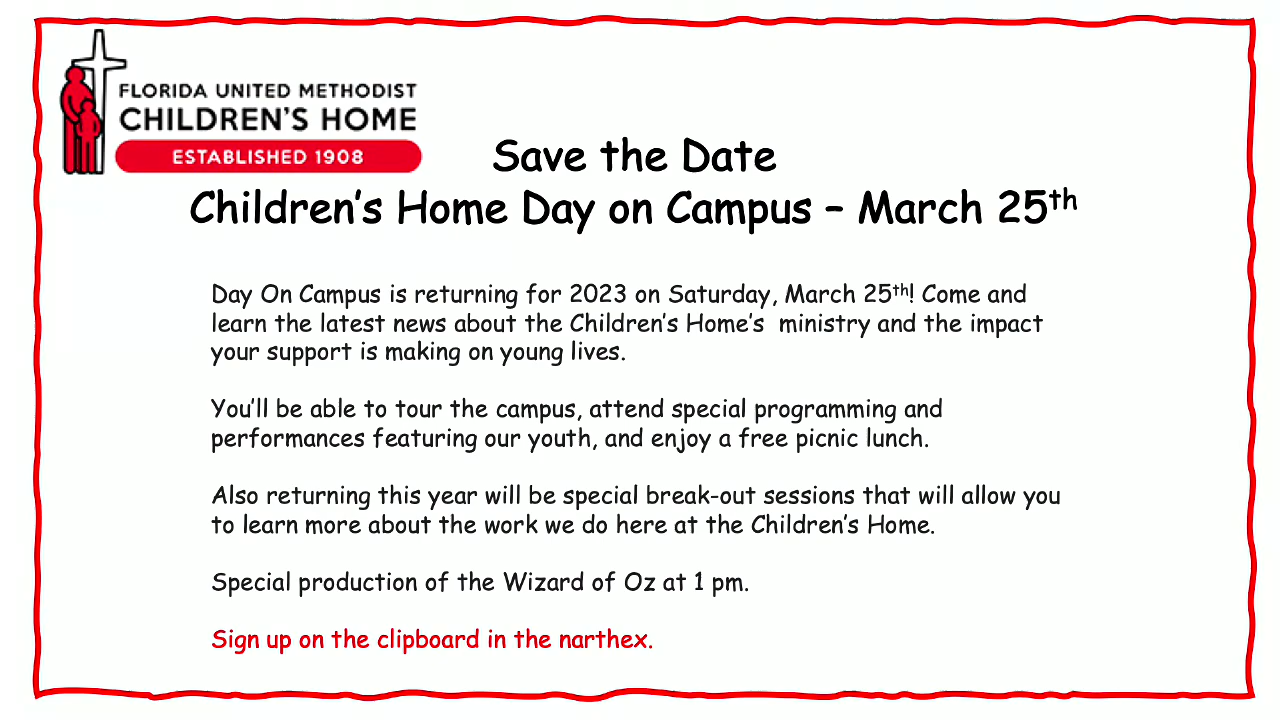 FLORIDA UNITED METHODIST
CHILDREN'S HOME
ESTABLISHED 1908
Save the Date
Children's Home Day on Campus – March 25th
Day On Campus is returning for 2023 on Saturday, March 25th! Come and
learn the latest news about the Children's Home's  ministry and the impact
your support is making on young lives.
You'll be able to tour the campus, attend special programming and
performances featuring our youth, and enjoy a free picnic lunch.
Also returning this year will be special break-out sessions that will allow you
to learn more about the work we do here at the Children's Home.
Special production of the Wizard of Oz at 1 pm.
Sign up on the clipboard in the narthex.